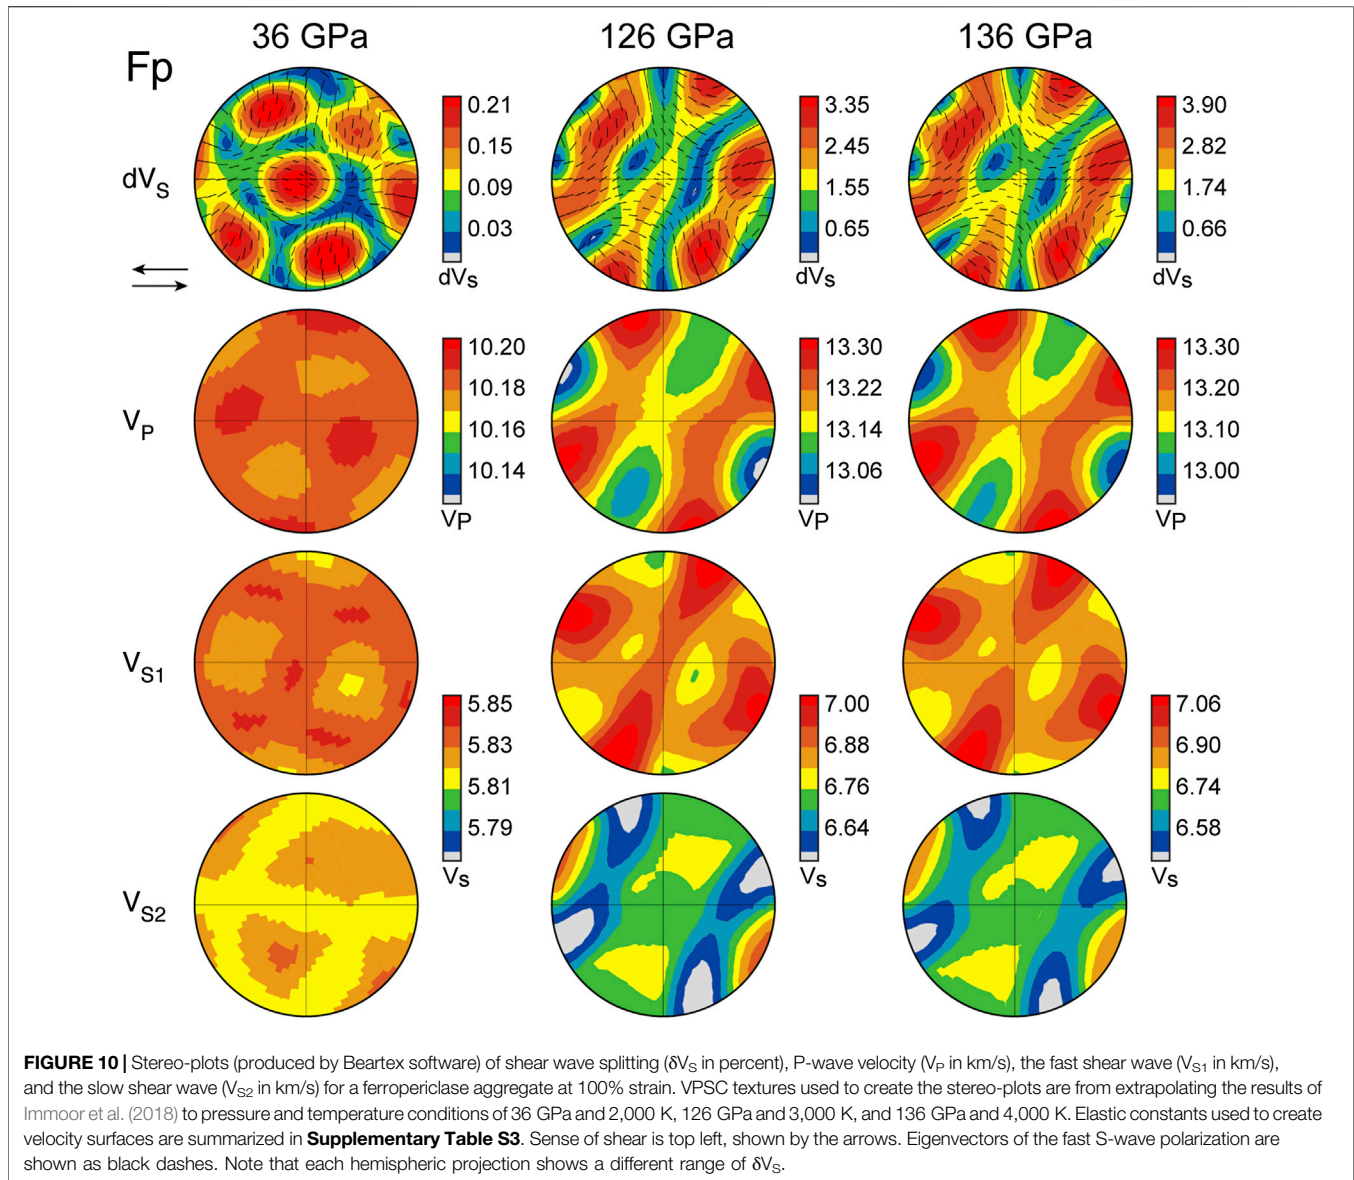 36 GPa 126 GPa 136 GPa
Fp
dVS
0.21
0.15
0.09
0.03
dVs
3.35
2.45
1.55
0.65
dVs
3.90
2.82
1.74
0.66
dVs
VP
10.20
10.18
10.16
10.14
VP
13.30
13.22
13.14
13.06
VP
13.30
13.20
13.10
13.00
VP
VS1
VS2
5.85
5.83
5.81
5.79
Vs
7.00
6.88
6.76
6.64
Vs
7.06
6.90
6.74
6.58
Vs
FIGURE 10 | Stereo-plots (produced by Beartex software) of shear wave splitting (δVS in percent), P-wave velocity (VP in km/s), the fast shear wave (VS1 in km/s),
and the slow shear wave (VS2 in km/s) for a ferropericlase aggregate at 100% strain. VPSC textures used to create the stereo-plots are from extrapolating the results of
Immoor et al. (2018) to pressure and temperature conditions of 36 GPa and 2,000 K, 126 GPa and 3,000 K, and 136 GPa and 4,000 K. Elastic constants used to create
velocity surfaces are summarized in Supplementary Table S3. Sense of shear is top left, shown by the arrows. Eigenvectors of the fast S-wave polarization are
shown as black dashes. Note that each hemispheric projection shows a different range of δVS.